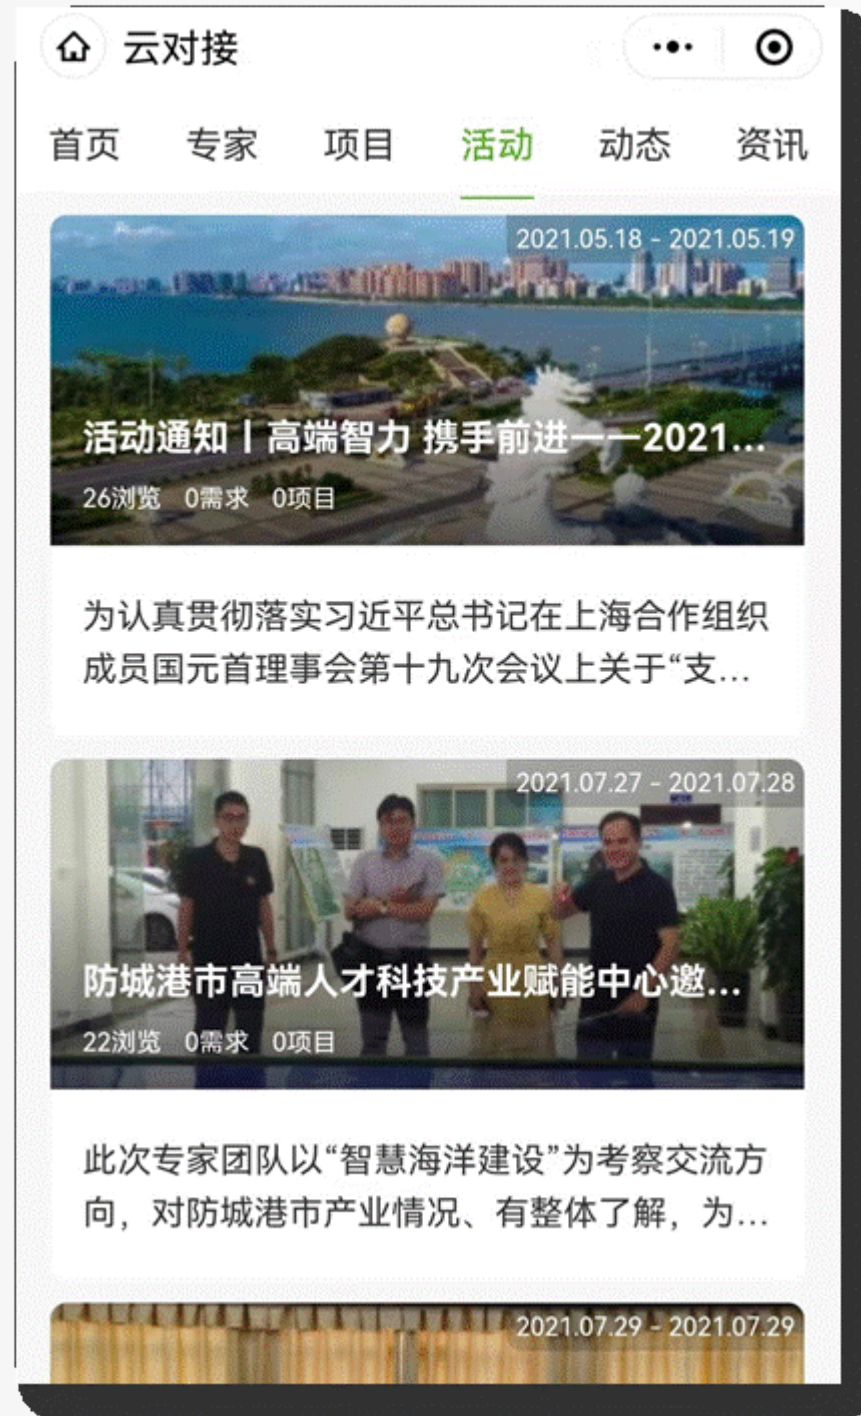 云对接
首页 专家 项目 活动 动态 资讯
2021.05.18 - 2021.05.19
活动通知丨高端智力 携手前进——2021...
26浏览 0需求 0项目
为认真贯彻落实习近平总书记在上海合作组织
成员国元首理事会第十九次会议上关于“支...
2021.07.27 - 2021.07.28
防城港市高端人才科技产业赋能中心邀...
22浏览 0需求 0项目
此次专家团队以“智慧海洋建设”为考察交流方
向，对防城港市产业情况、有整体了解，为...
2021.07.29 - 2021.07.29